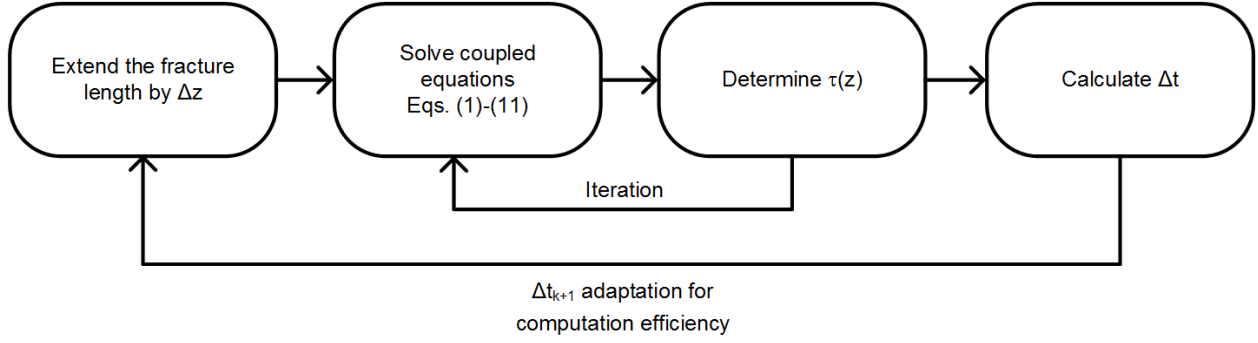 Extend the fracture
length by Δz
Solve coupled
equations
Eqs. (1)-(11)
Determine τ(z)
Calculate Δt
Iteration
Δtₖ₊₁ adaptation for
computation efficiency